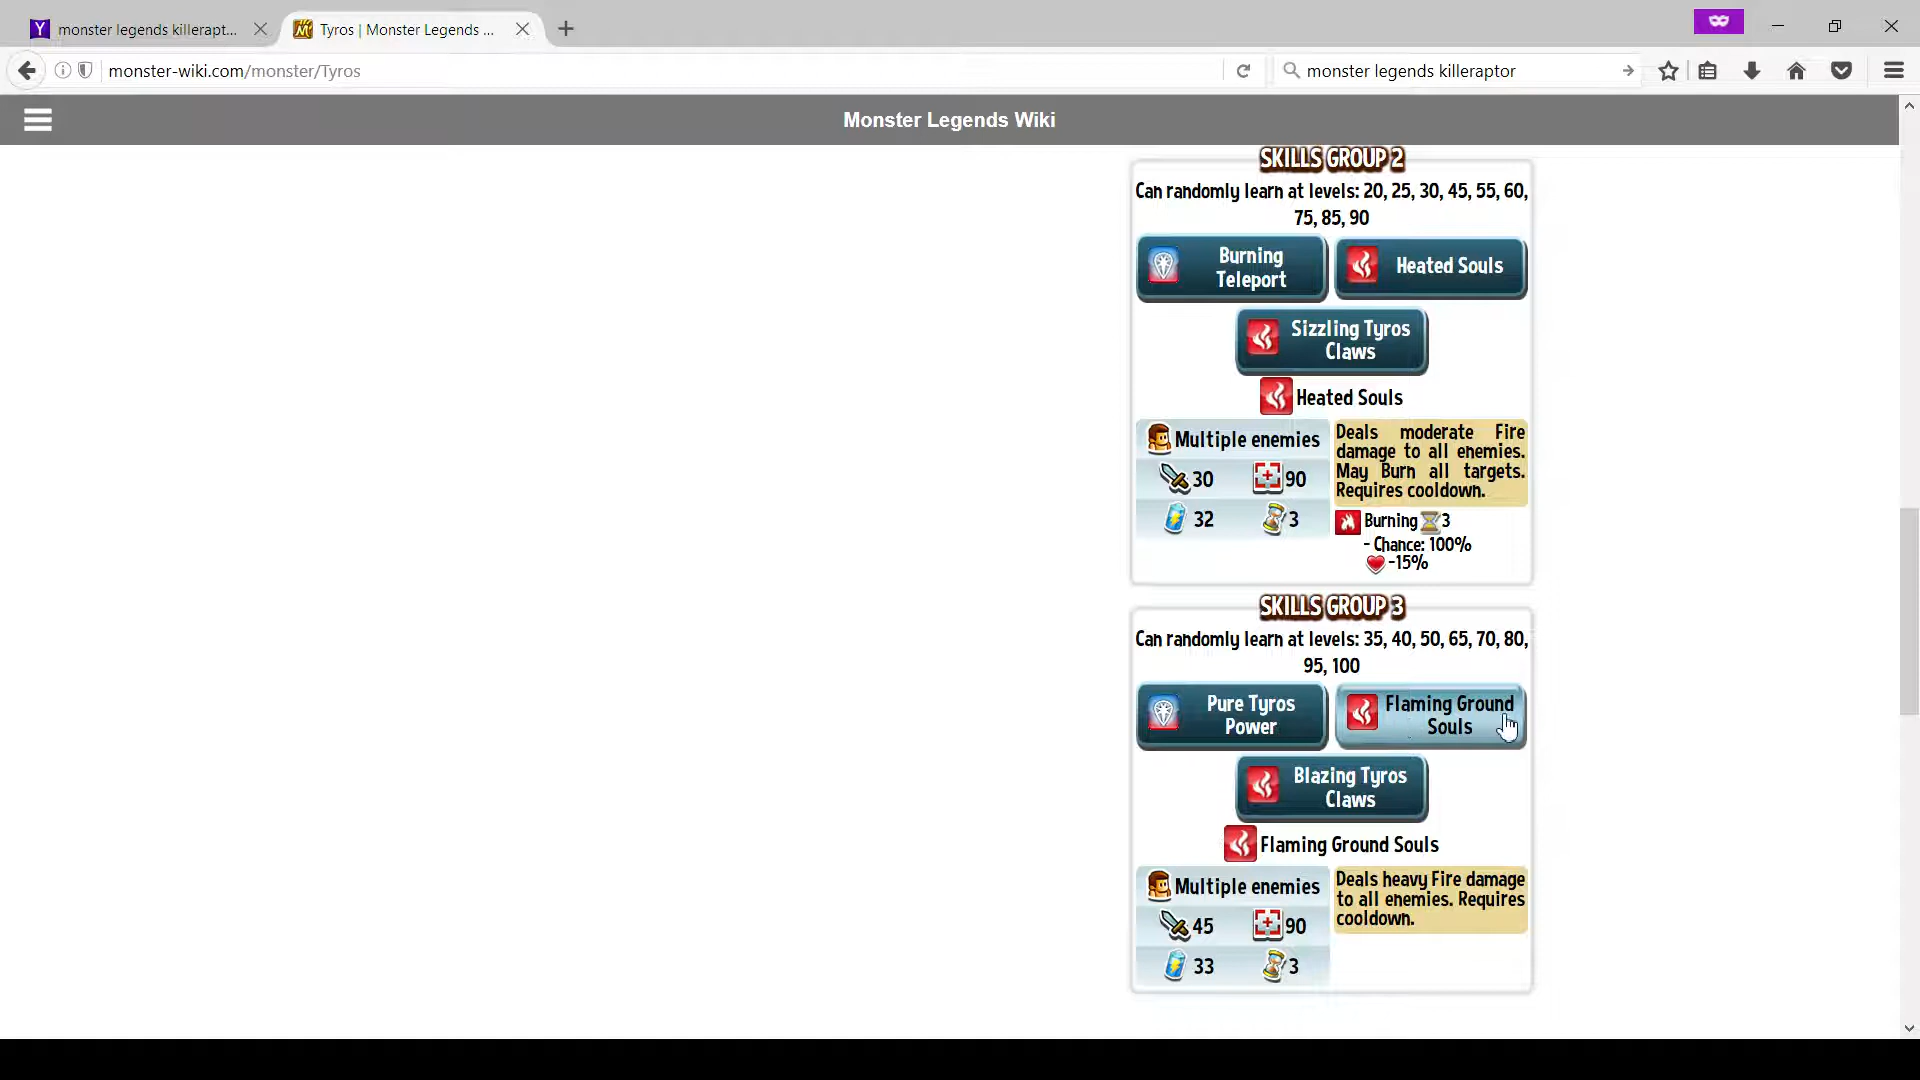 monster legends killerapt...
Tyros | Monster Legends ...
monster-wiki.com/monster/Tyros
monster legends killeraptor
Monster Legends Wiki
SKILLS GROUP 2
Can randomly learn at levels: 20, 25, 30, 45, 55, 60,
75, 85, 90
Burning
Teleport
Heated Souls
Sizzling Tyros
Claws
Heated Souls
Multiple enemies
30 90
32 3
Deals moderate Fire
damage to all enemies.
May Burn all targets.
Requires cooldown.
Burning 3
- Chance: 100%
-15%
SKILLS GROUP 3
Can randomly learn at levels: 35, 40, 50, 65, 70, 80,
95, 100
Pure Tyros
Power
Flaming Ground
Souls
Blazing Tyros
Claws
Flaming Ground Souls
Multiple enemies
45 90
33 3
Deals heavy Fire damage
to all enemies. Requires
cooldown.